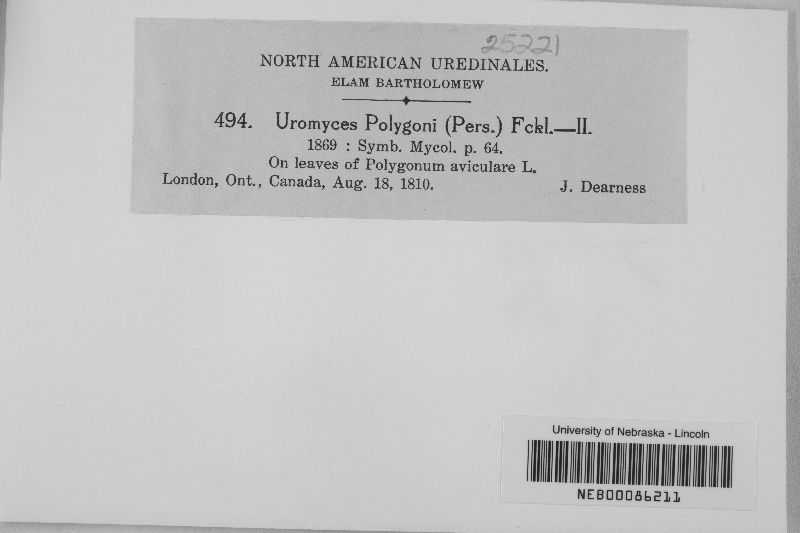 25221
NORTH AMERICAN UREDINALES.
ELAM BARTHOLOMEW
494. Uromyces Polygoni (Pers.) Fckl.—II.
1869 : Symb. Mycol. p. 64.
On leaves of Polygonum aviculare L.
London, Ont., Canada, Aug. 18, 1810. J. Dearness
University of Nebraska - Lincoln
NEB00086211